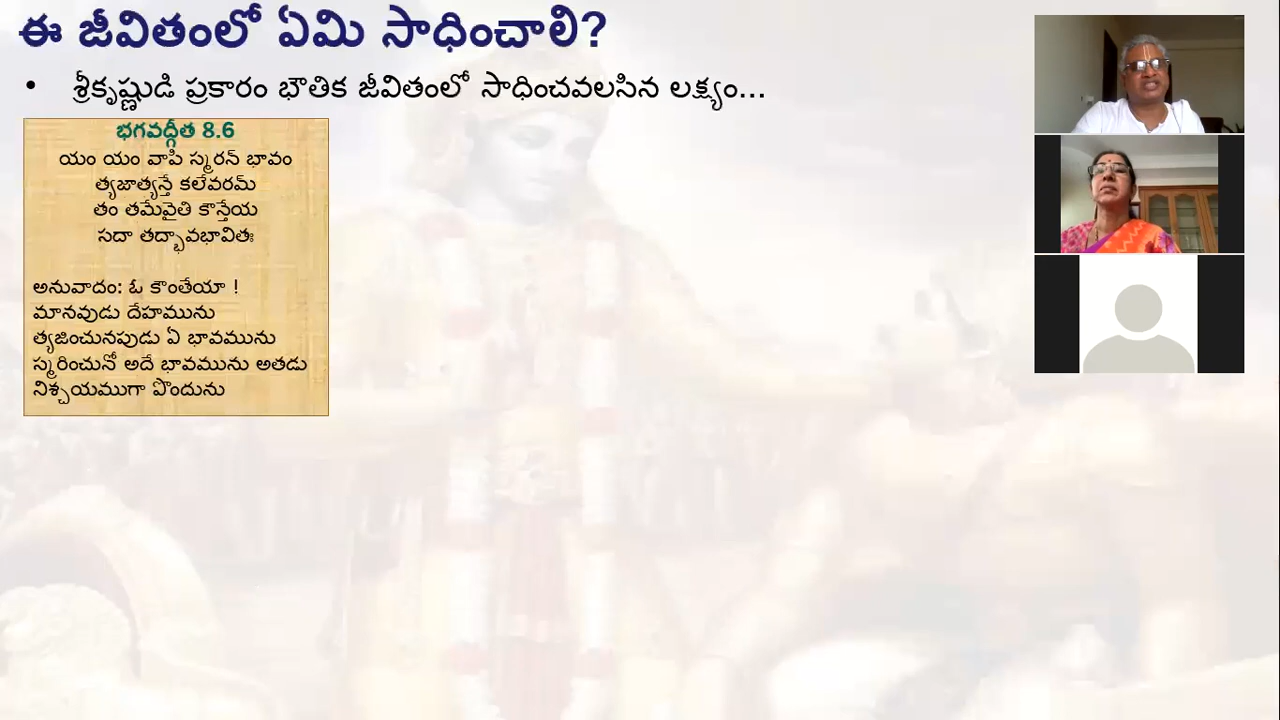 ఈ జీవితంలో ఏమి సాధించాలి?
• శ్రీకృష్ణుడి ప్రకారం భౌతిక జీవితంలో సాధించవలసిన లక్ష్యం...
భగవద్గీత 8.6
యం యం వాపి స్మరన్ భావం
త్యజాత్యన్తే కలేవరమ్
తం తమేవైతి కౌన్తేయ
సదా తద్భావభావితః
అనువాదం: ఓ కౌంతేయా !
మానవుడు దేహమును
త్యజించునపుడు ఏ భావమును
స్మరించునో అదే భావమును అతడు
నిశ్చయముగా పొందును